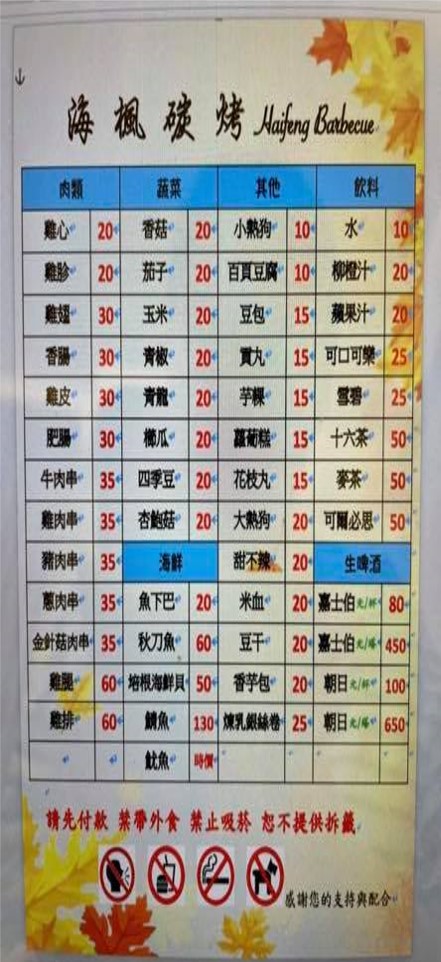 海楓碳烤 Haifeng Barbecue
肉類 蔬菜 其他 飲料
雞心 20 香菇 20 小熱狗 10 水 10
雞胗 20 茄子 20 百頁豆腐 10 柳橙汁 20
雞翅 30 玉米 20 豆包 15 蘋果汁 20
香腸 30 青椒 20 貢丸 15 可口可樂 25
雞皮 30 青龍 20 芋粿 15 雪碧 25
肥腸 30 櫛瓜 20 蘿蔔糕 15 十六茶 50
牛肉串 35 四季豆 20 花枝丸 15 麥茶 50
雞肉串 35 杏鮑菇 20 大熱狗 20 可爾必思 50
豬肉串 35 海鮮 甜不辣 20 生啤酒
蔥肉串 35 魚下巴 20 米血 20 嘉士伯 元/杯 80
金針菇肉串 35 秋刀魚 60 豆干 20 嘉士伯 元/塔 450
雞腿 60 培根海鮮貝 50 香芋包 20 朝日 元/杯 100
雞排 60 鯖魚 130 煉乳銀絲卷 25 朝日 元/塔 650
魷魚 時價
請先付款 禁帶外食 禁止吸菸 恕不提供拆籤
感謝您的支持與配合